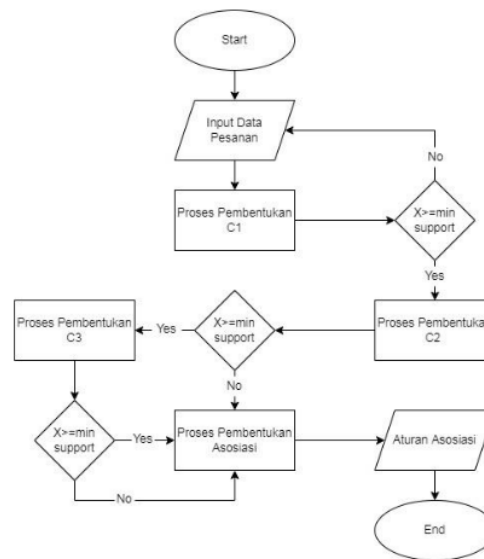 Start
Input Data
Pesanan
No
Proses Pembentukan
C1
X>=min
support
Yes
Proses Pembentukan
C3
Yes
X>=min
support
Proses Pembentukan
C2
No
X>=min
support
Yes
Proses Pembentukan
Asosiasi
Aturan Asosiasi
No
End